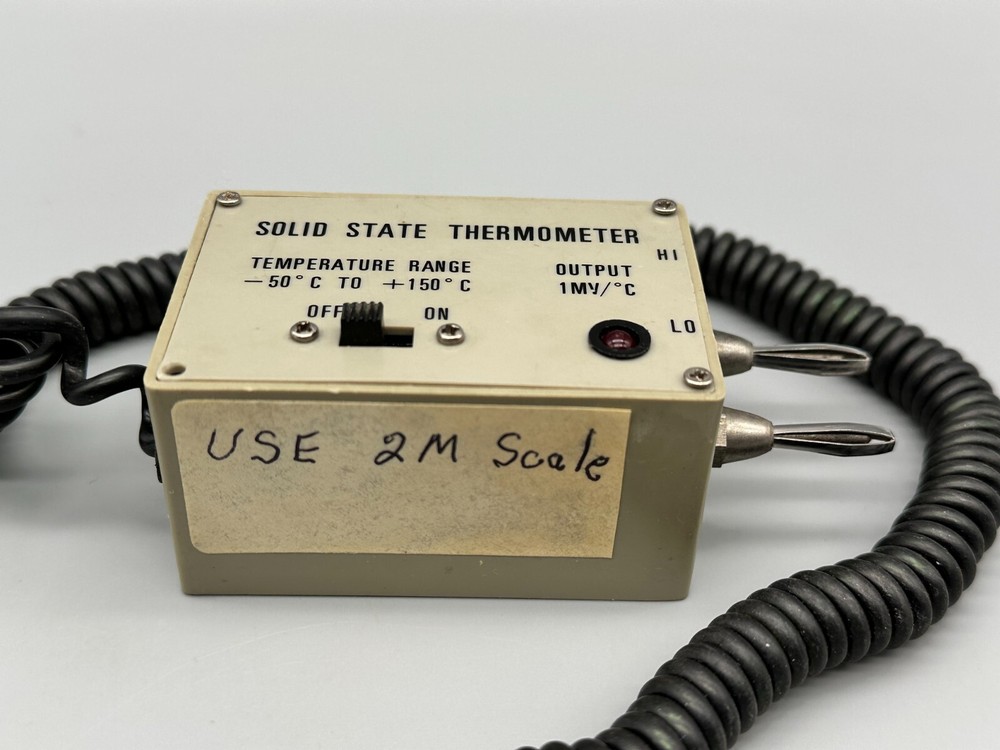 SOLID STATE THERMOMETER
HI
TEMPERATURE RANGE
-50°C TO +150°C
OUTPUT
1MV/°C
OFF ON
LO
USE 2M Scale